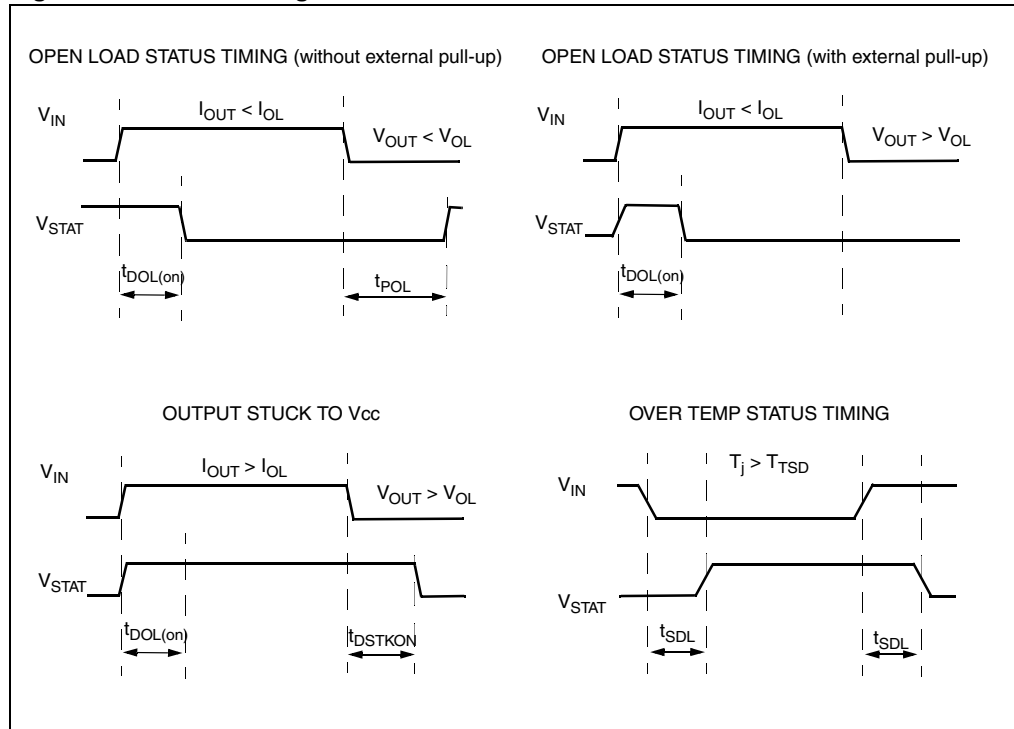 OPEN LOAD STATUS TIMING (without external pull-up)
V_IN
I_OUT < I_OL
V_OUT < V_OL
V_STAT
t_DOL(on)
t_POL
OPEN LOAD STATUS TIMING (with external pull-up)
V_IN
I_OUT < I_OL
V_OUT > V_OL
V_STAT
t_DOL(on)
OUTPUT STUCK TO Vcc
V_IN
I_OUT > I_OL
V_OUT > V_OL
V_STAT
t_DOL(on)
t_DSTKON
OVER TEMP STATUS TIMING
V_IN
T_j > T_TSD
V_STAT
t_SDL
t_SDL